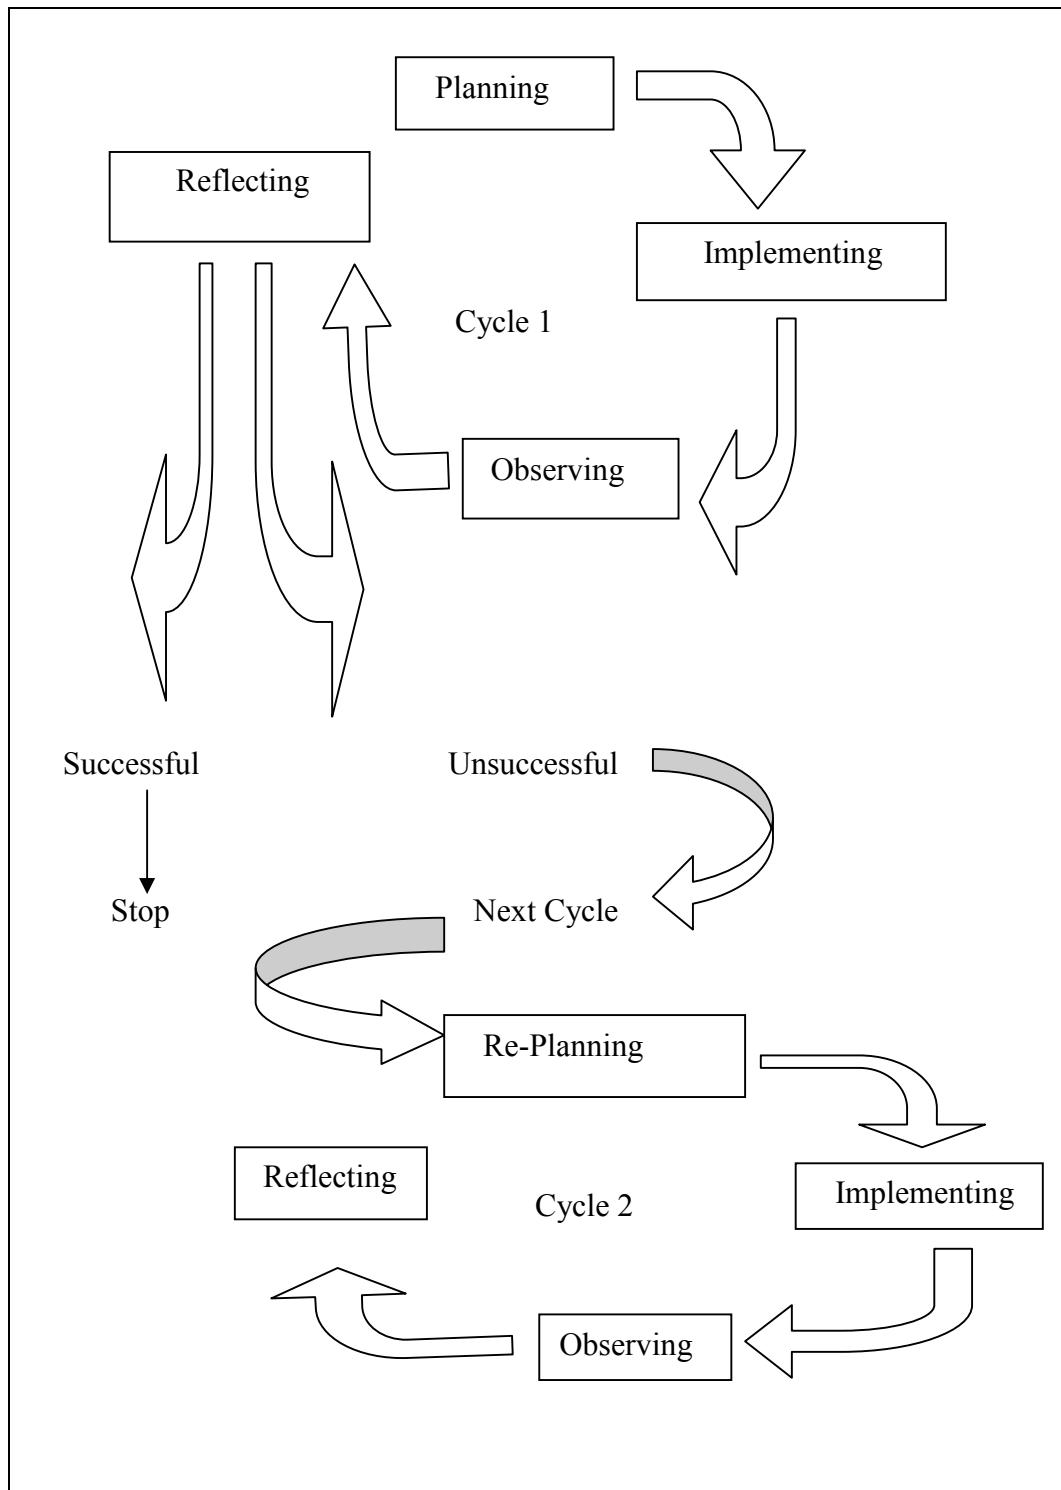 Planning
Reflecting
Implementing
Cycle 1
Observing
Successful
Unsuccessful
Stop
Next Cycle
Re-Planning
Reflecting
Implementing
Cycle 2
Observing